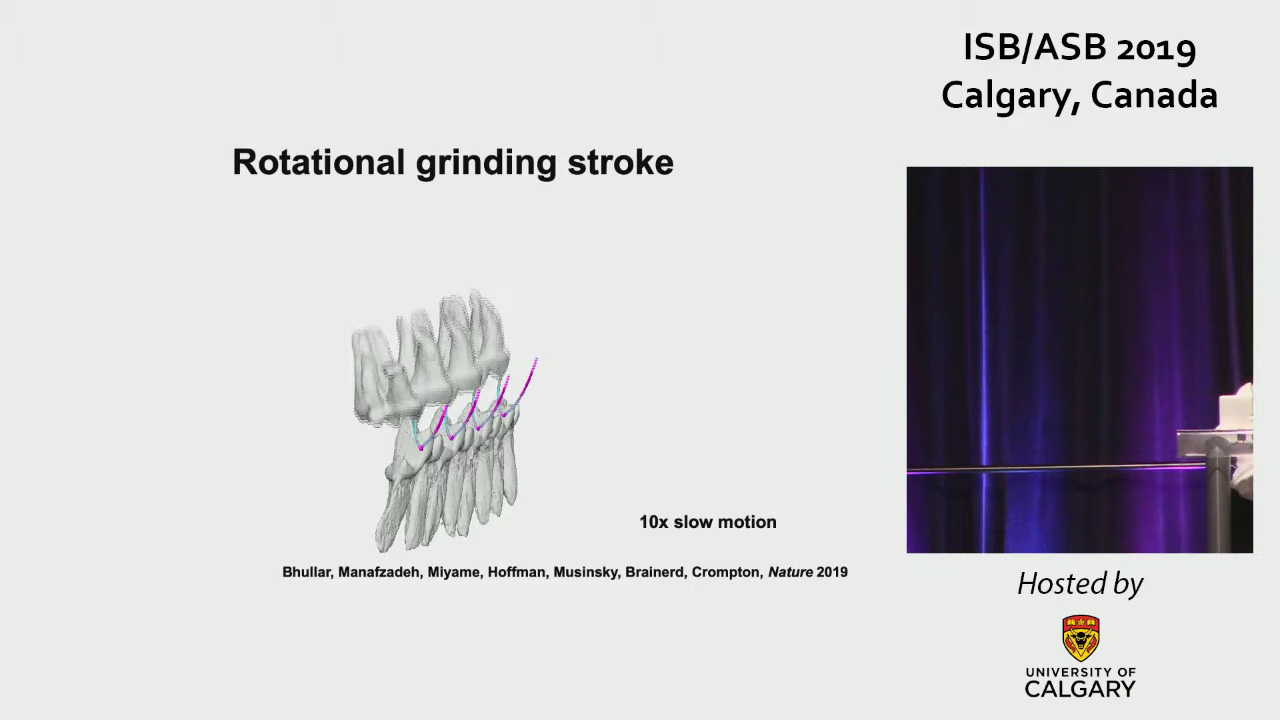 ISB/ASB 2019
Calgary, Canada
Rotational grinding stroke
10x slow motion
Bhullar, Manafzadeh, Miyame, Hoffman, Musinsky, Brainerd, Crompton, Nature 2019
Hosted by
UNIVERSITY OF
CALGARY